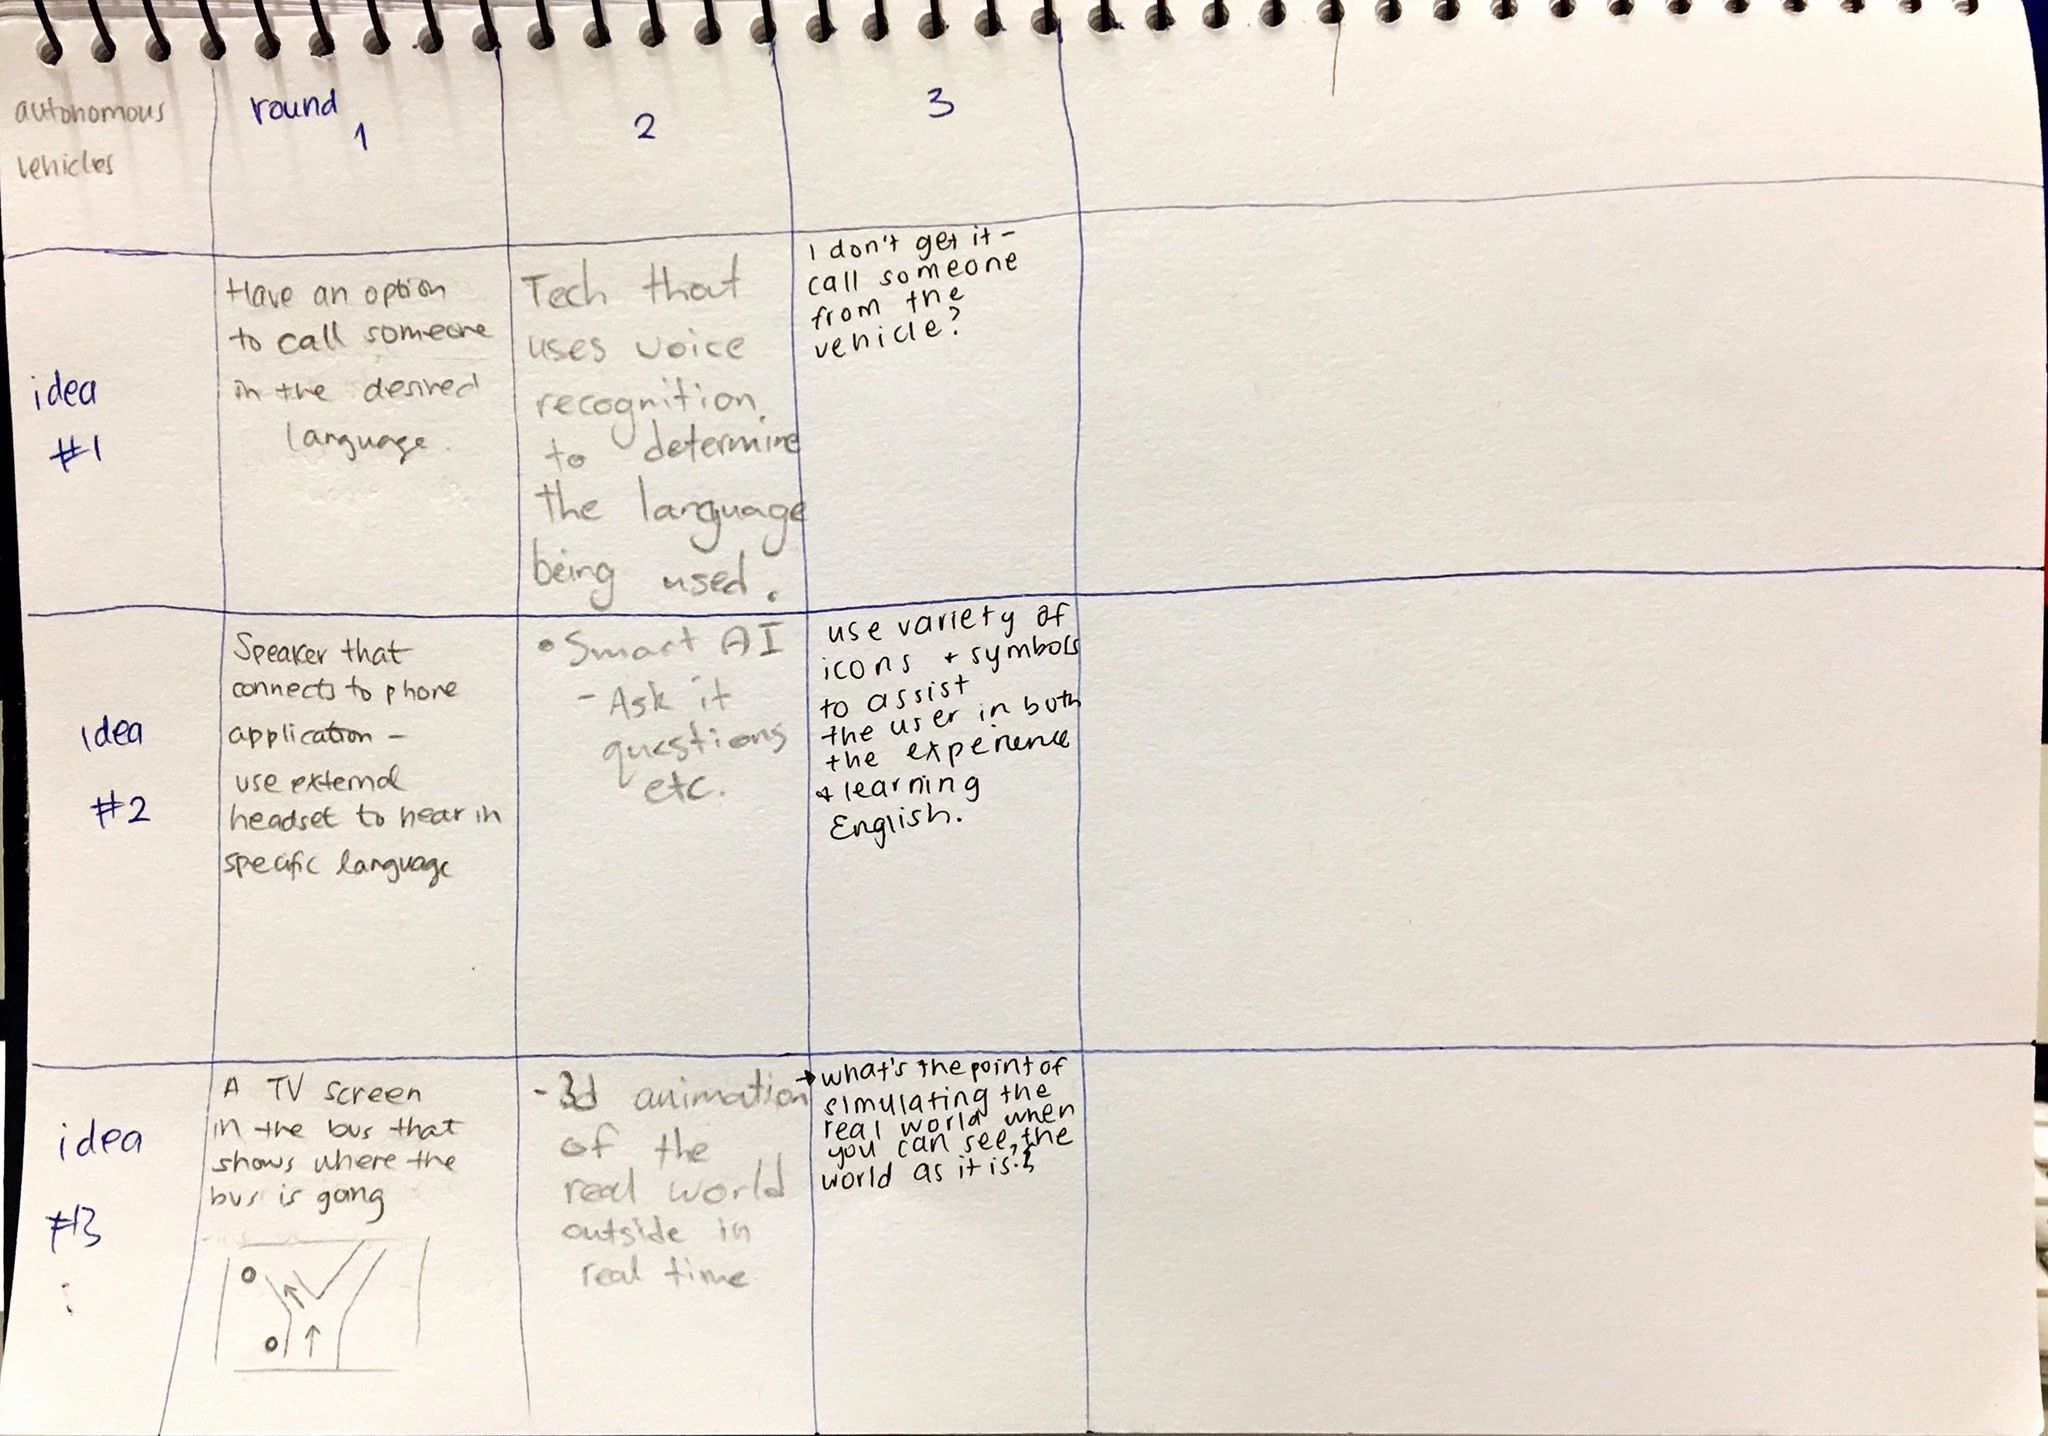 autonomous
vehicles
round
1
2
3
idea
#1
Have an option
to call someone
in the desired
language.
Tech that
uses voice
recognition
to determine
the language
being used.
I don't get it -
call someone
from the
vehicle?
idea
#2
Speaker that
connects to phone
application -
use external
headset to hear in
specific language
• Smart AI
- Ask it
questions
etc.
use variety of
icons + symbols
to assist
the user in both
the experience
+ learning
English.
idea
#3
A TV screen
in the bus that
shows where the
bus is going
- 3d animation
of the
real world
outside in
real time
→ what's the point of
simulating the
real world when
you can see, the
world as it is?